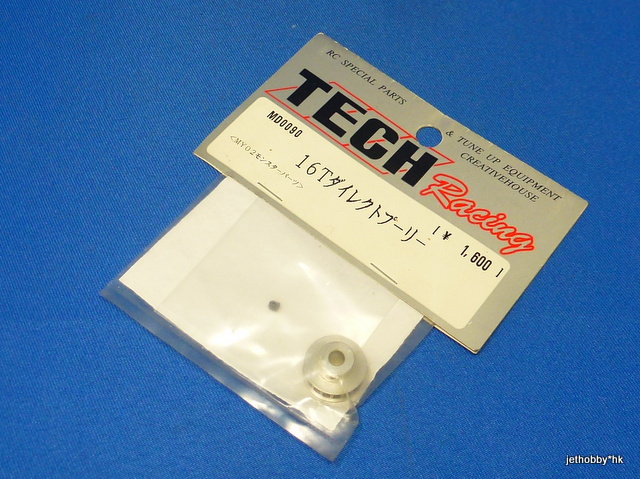 RC SPECIAL PARTS
& TUNE UP EQUIPMENT
CREATIVEHOUSE
TECH
Racing
MD0090
<MY02モンスターパーツ>
16Tダイレクトプーリー
! ¥ 1,600 !
jethobby*hk